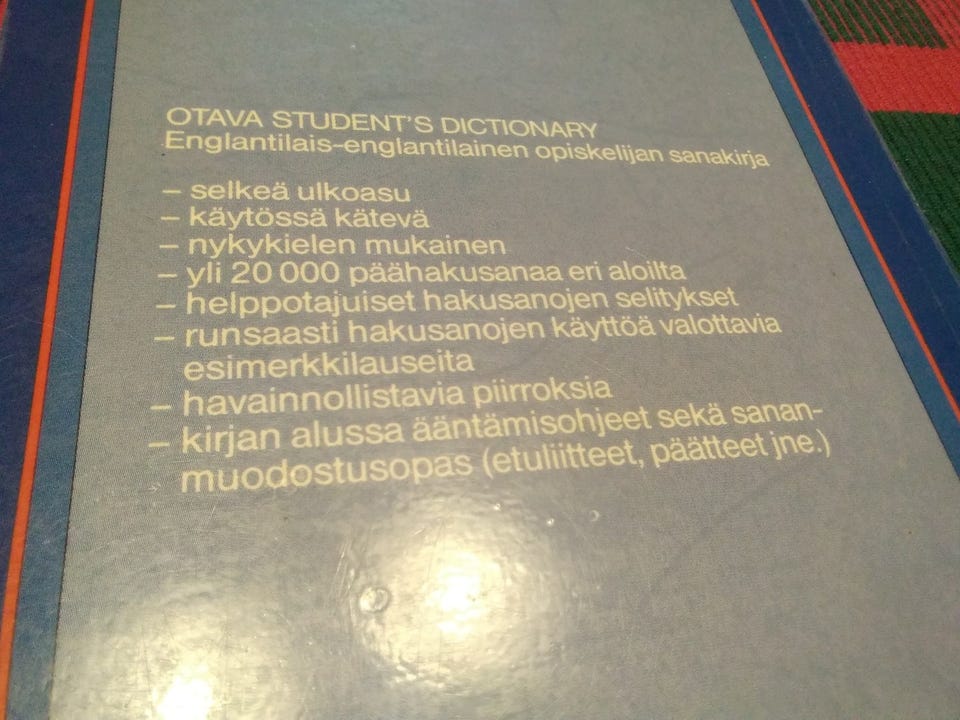 OTAVA STUDENT'S DICTIONARY
Englantilais-englantilainen opiskelijan sanakirja
– selkeä ulkoasu
– käytössä kätevä
– nykykielen mukainen
– yli 20 000 päähakusanaa eri aloilta
– helppotajuiset hakusanojen selitykset
– runsaasti hakusanojen käyttöä valottavia
esimerkkilauseita
– havainnollistavia piirroksia
– kirjan alussa ääntämisohjeet sekä sanan-
muodostusopas (etuliitteet, päätteet jne.)